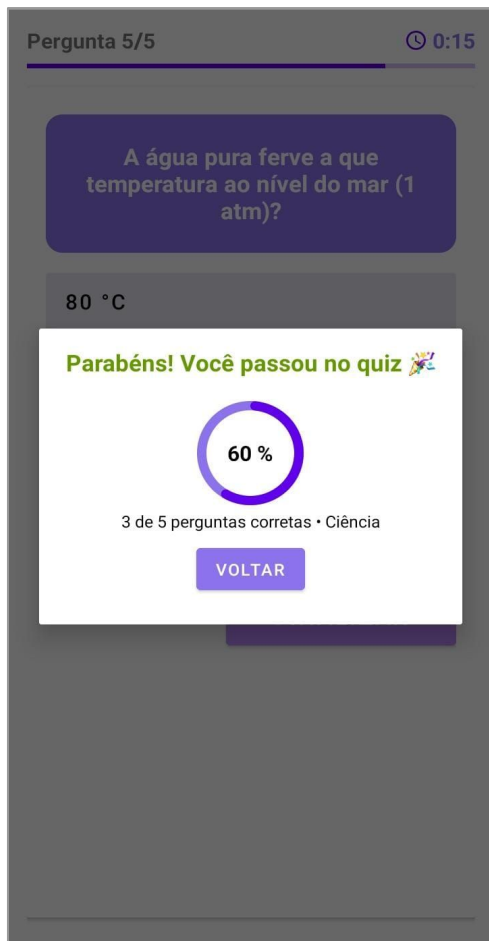 Pergunta 5/5
0:15
A água pura ferve a que
temperatura ao nível do mar (1
atm)?
80 °C
Parabéns! Você passou no quiz 🎉
60 %
3 de 5 perguntas corretas • Ciência
VOLTAR